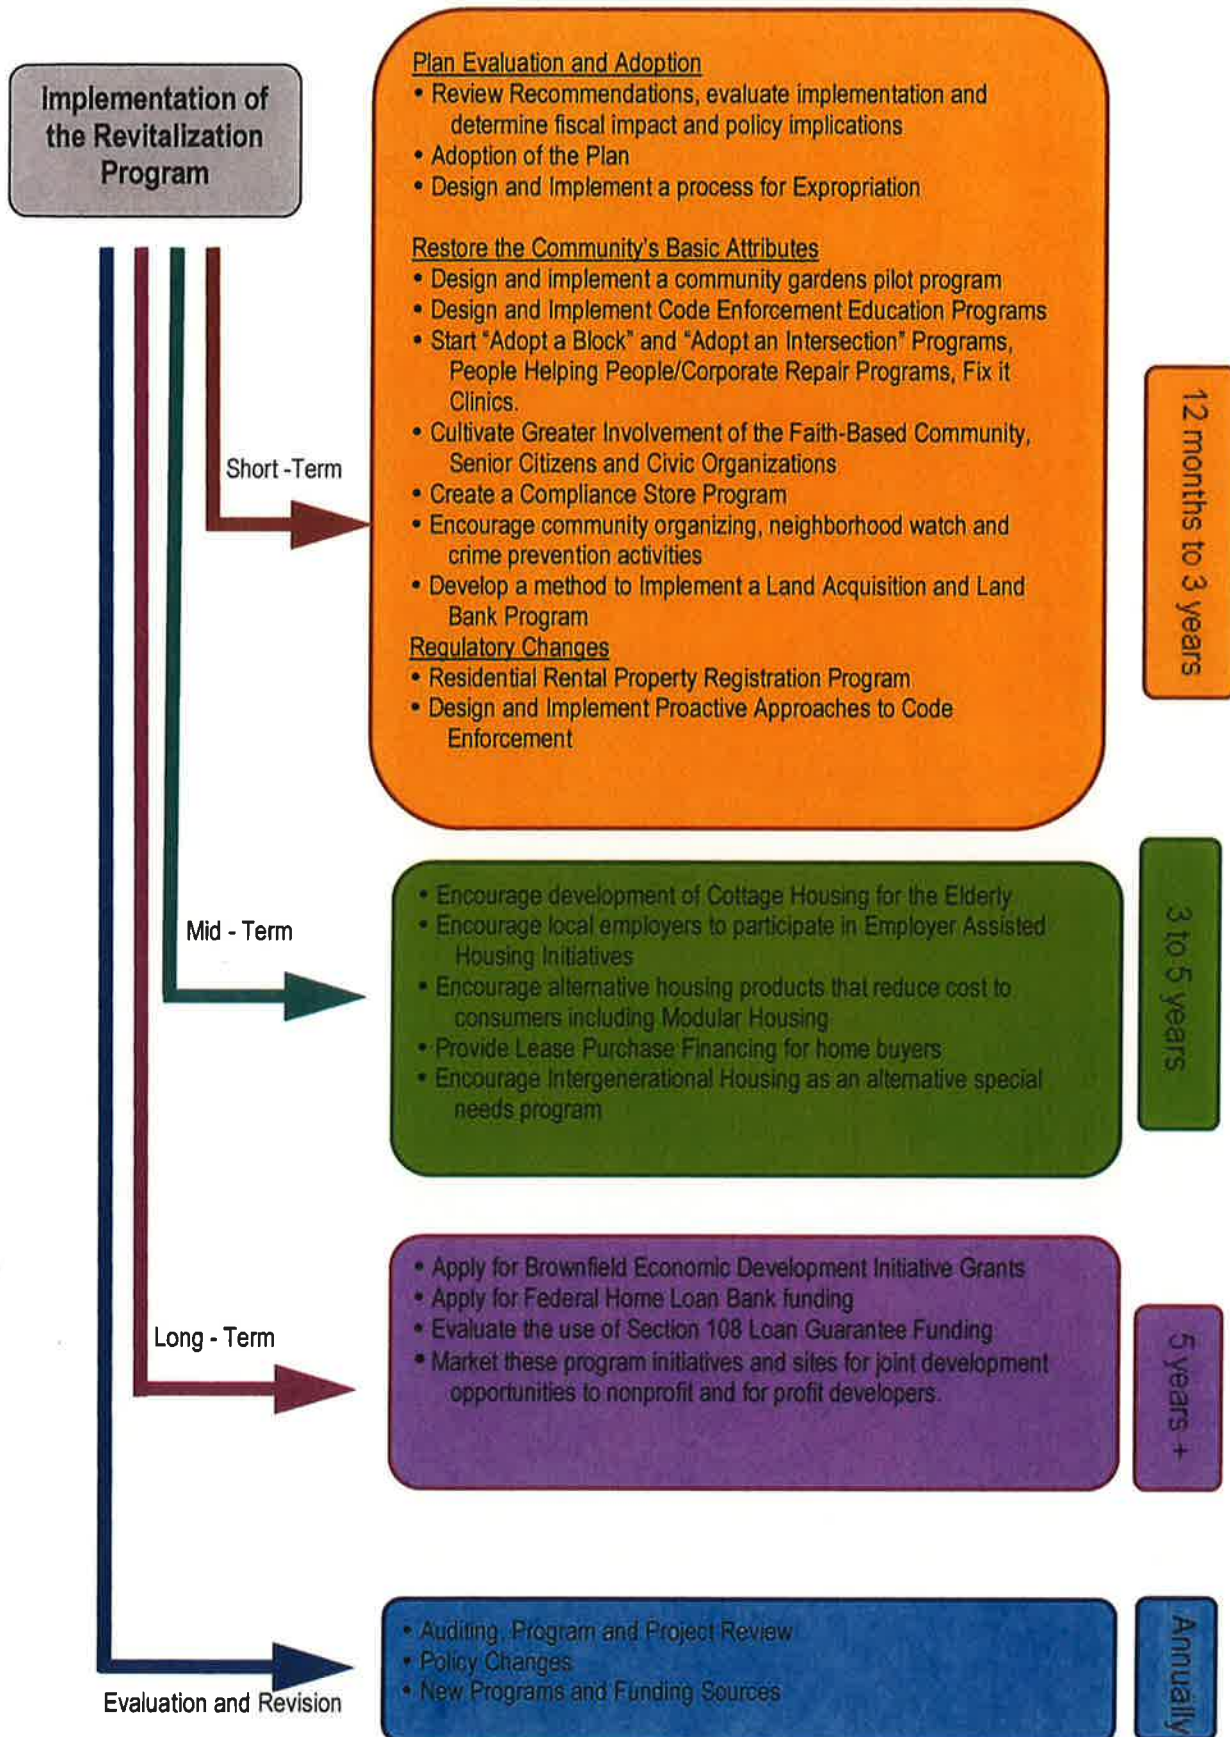 Implementation of
the Revitalization
Program
Plan Evaluation and Adoption
• Review Recommendations, evaluate implementation and
determine fiscal impact and policy implications
• Adoption of the Plan
• Design and Implement a process for Expropriation
Restore the Community's Basic Attributes
• Design and implement a community gardens pilot program
• Design and Implement Code Enforcement Education Programs
• Start "Adopt a Block" and "Adopt an Intersection" Programs,
People Helping People/Corporate Repair Programs, Fix it
Clinics.
• Cultivate Greater Involvement of the Faith-Based Community,
Senior Citizens and Civic Organizations
• Create a Compliance Store Program
• Encourage community organizing, neighborhood watch and
crime prevention activities
• Develop a method to Implement a Land Acquisition and Land
Bank Program
Regulatory Changes
• Residential Rental Property Registration Program
• Design and Implement Proactive Approaches to Code
Enforcement
Short -Term
12 months to 3 years
Mid - Term
• Encourage development of Cottage Housing for the Elderly
• Encourage local employers to participate in Employer Assisted
Housing Initiatives
• Encourage alternative housing products that reduce cost to
consumers including Modular Housing
• Provide Lease Purchase Financing for home buyers
• Encourage Intergenerational Housing as an alternative special
needs program
3 to 5 years
Long - Term
• Apply for Brownfield Economic Development Initiative Grants
• Apply for Federal Home Loan Bank funding
• Evaluate the use of Section 108 Loan Guarantee Funding
• Market these program initiatives and sites for joint development
opportunities to nonprofit and for profit developers.
5 years +
Evaluation and Revision
• Auditing, Program and Project Review
• Policy Changes
• New Programs and Funding Sources
Annually